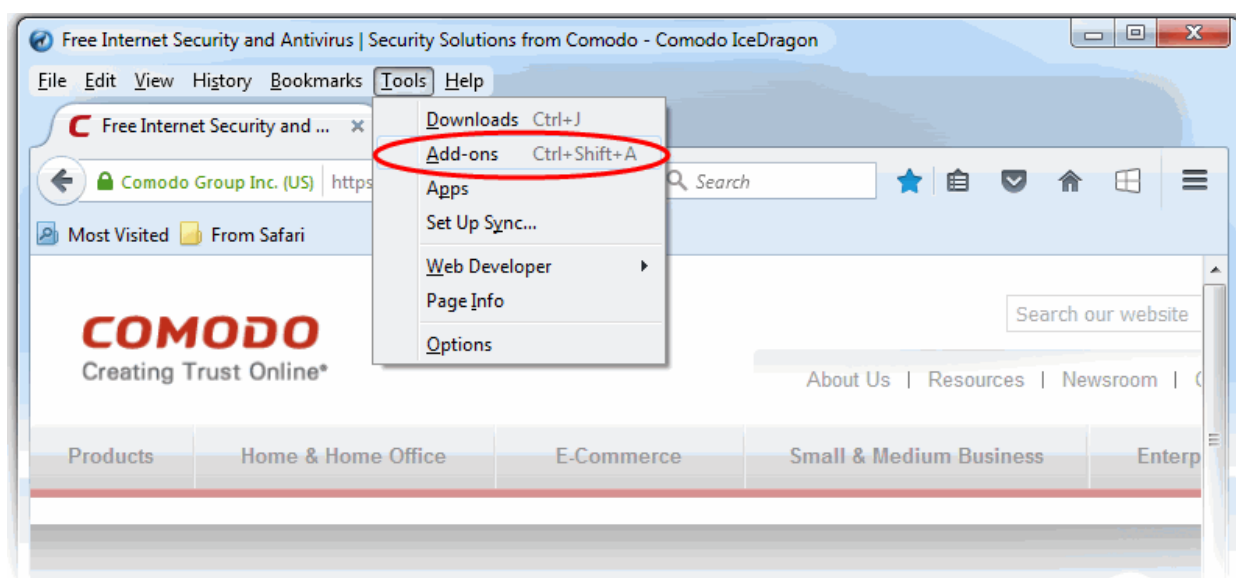 Free Internet Security and Antivirus | Security Solutions from Comodo - Comodo IceDragon
File Edit View History Bookmarks Tools Help
Free Internet Security and ...
Downloads Ctrl+J
Add-ons Ctrl+Shift+A
Comodo Group Inc. (US) https
Search
Apps
Set Up Sync...
Most Visited From Safari
Web Developer
Page Info
Options
Search our website
COMODO
Creating Trust Online®
About Us | Resources | Newsroom |
Products Home & Home Office E-Commerce Small & Medium Business Enterp